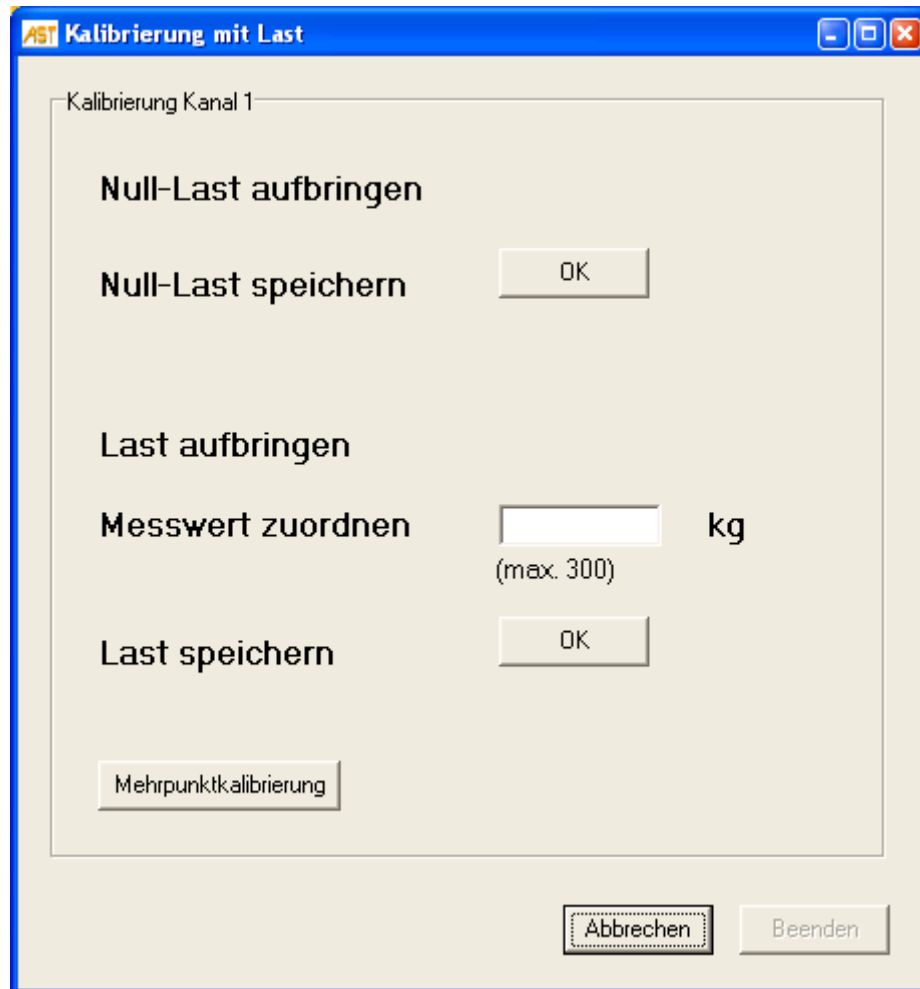 AST Kalibrierung mit Last
Kalibrierung Kanal 1
Null-Last aufbringen
Null-Last speichern OK
Last aufbringen
Messwert zuordnen kg
(max. 300)
Last speichern OK
Mehrpunktkalibrierung
Abbrechen Beenden